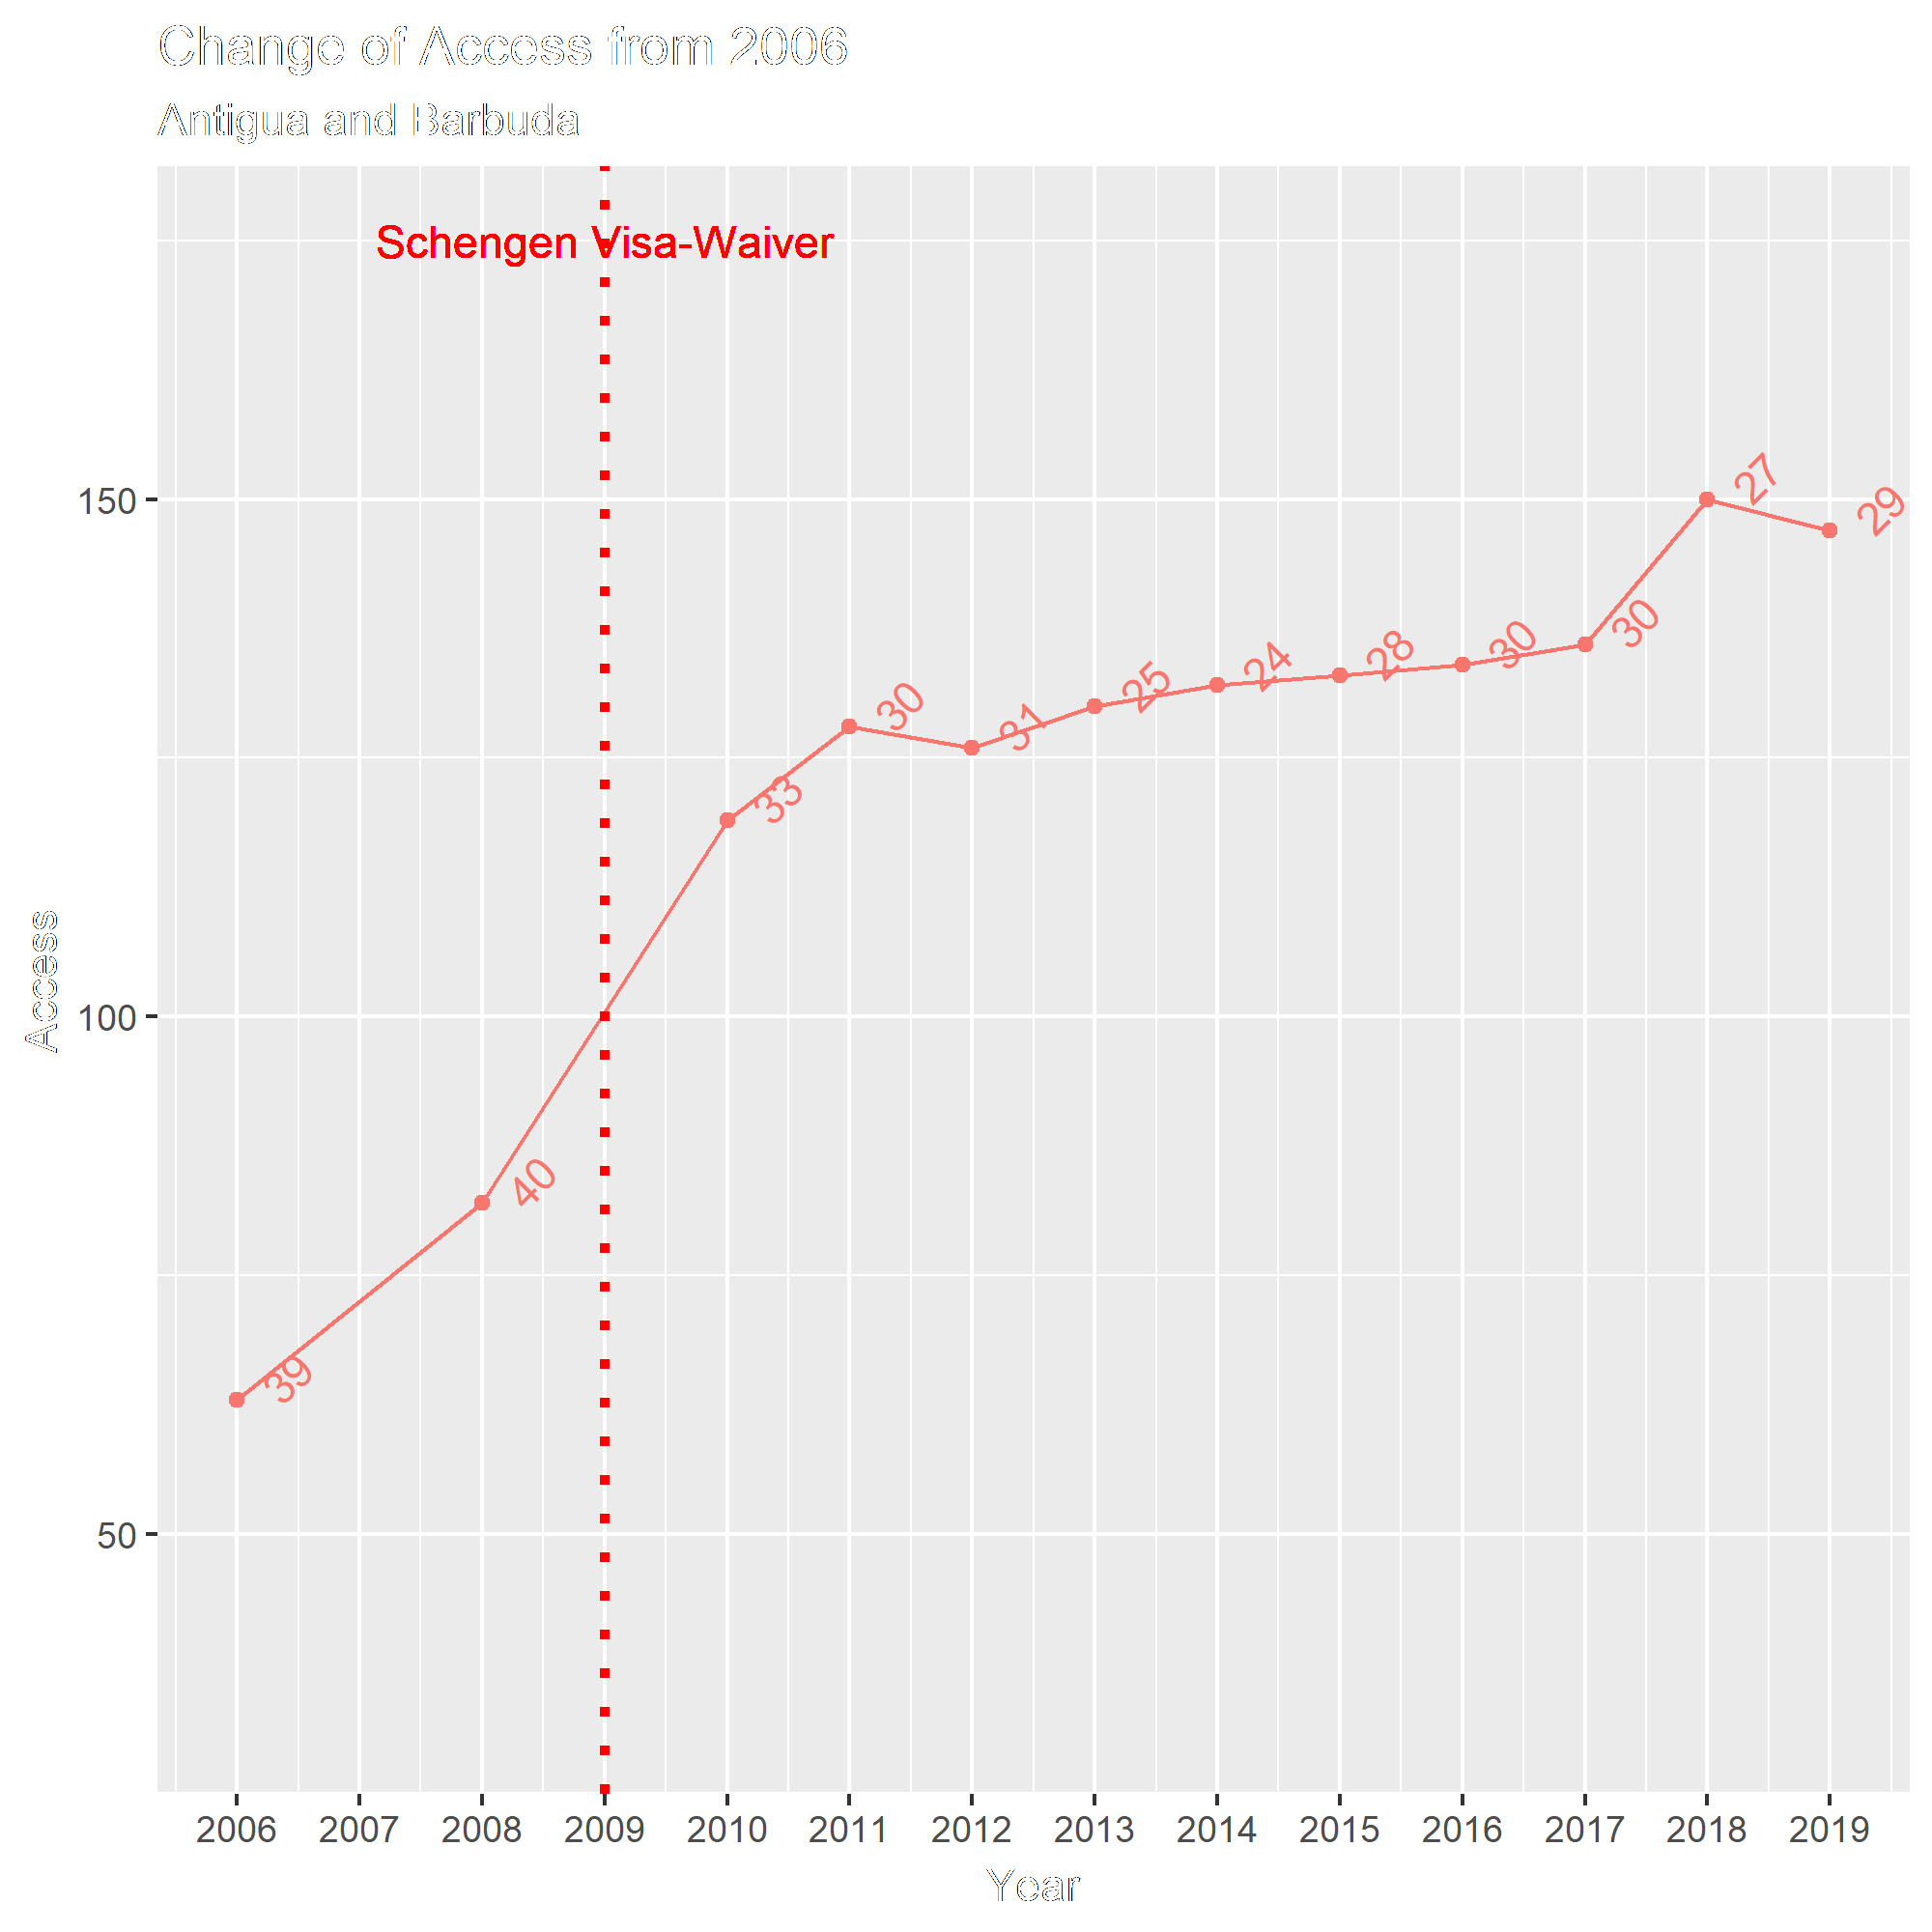 Change of Access from 2006
Antigua and Barbuda
Schengen Visa-Waiver
150
100
50
Access
39
40
33
30
31
25
24
28
30
30
27
29
2006 2007 2008 2009 2010 2011 2012 2013 2014 2015 2016 2017 2018 2019
Year